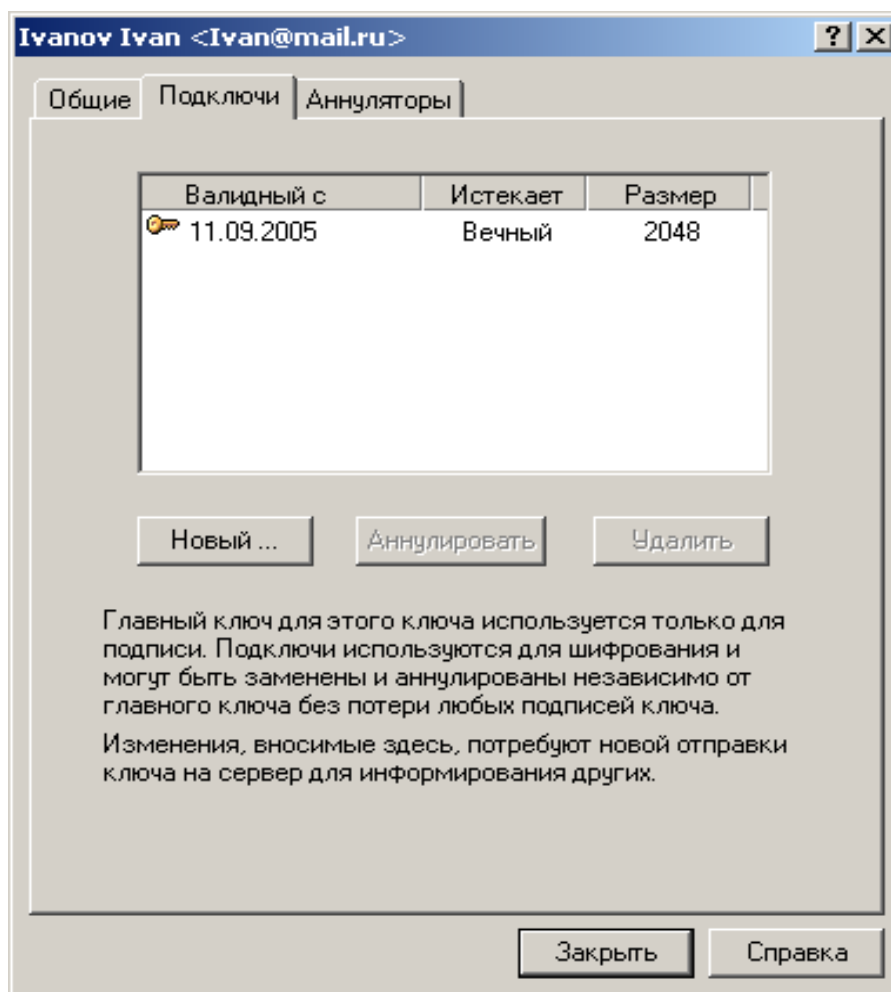 Ivanov Ivan <Ivan@mail.ru>
Общие Подключи Аннуляторы
Валидный с Истекает Размер
11.09.2005 Вечный 2048
Новый ... Аннулировать Удалить
Главный ключ для этого ключа используется только для
подписи. Подключи используются для шифрования и
могут быть заменены и аннулированы независимо от
главного ключа без потери любых подписей ключа.
Изменения, вносимые здесь, потребуют новой отправки
ключа на сервер для информирования других.
Закрыть Справка